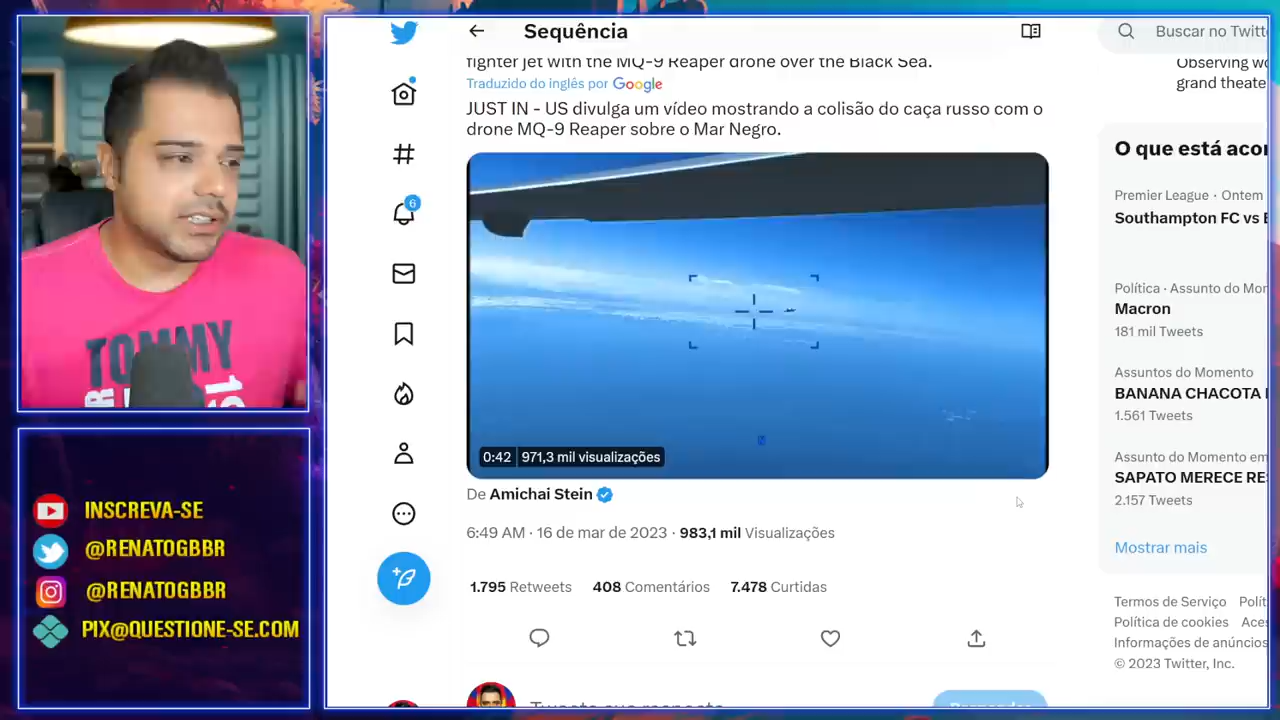 Sequência
Buscar no Twitt
fighter jet with the MQ-9 Reaper drone over the Black Sea.
Traduzido do inglês por Google
JUST IN - US divulga um vídeo mostrando a colisão do caça russo com o
drone MQ-9 Reaper sobre o Mar Negro.
0:42 971,3 mil visualizações
De Amichai Stein
6:49 AM · 16 de mar de 2023 · 983,1 mil Visualizações
1.795 Retweets 408 Comentários 7.478 Curtidas
6
Observing wo
grand theate
O que está acon
Premier League · Ontem
Southampton FC vs
Política · Assunto do Mor
Macron
181 mil Tweets
Assuntos do Momento
BANANA CHACOTA
1.561 Tweets
Assunto do Momento em
SAPATO MERECE RE
2.157 Tweets
Mostrar mais
Termos de Serviço Polít
Política de cookies Aces
Informações de anúncios
© 2023 Twitter, Inc.
TOMMY
INSCREVA-SE
@RENATOGBBR
@RENATOGBBR
PIX@QUESTIONE-SE.COM